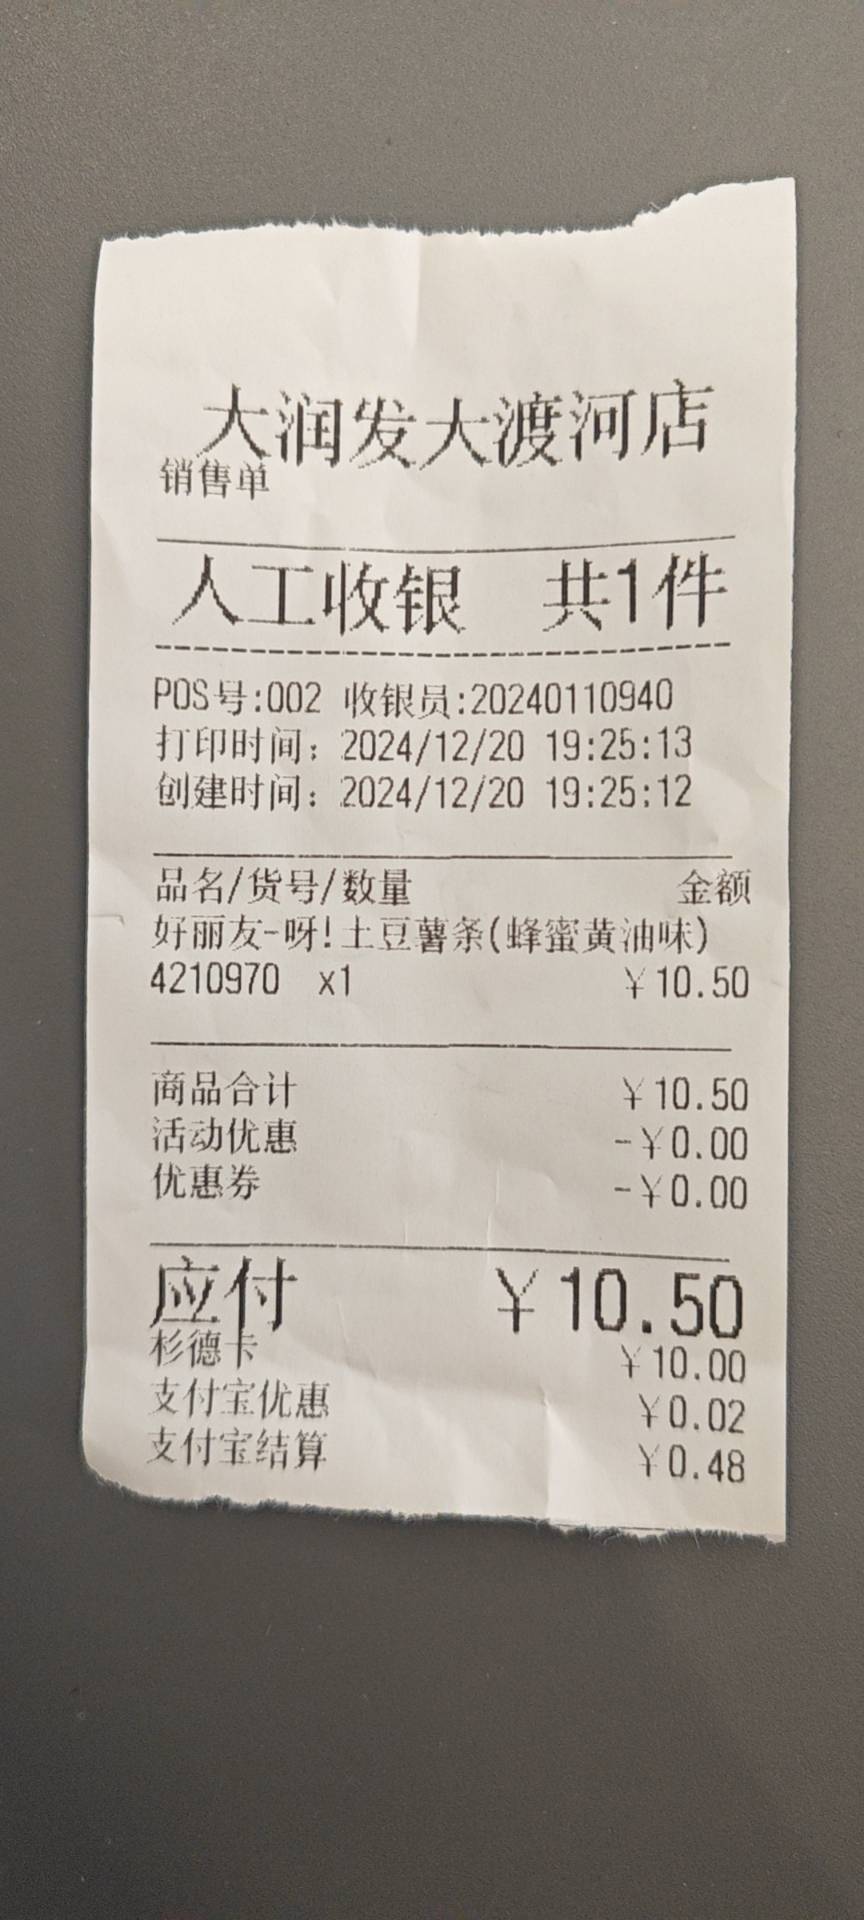 大润发大渡河店
销售单
人工收银 共1件
POS号:002 收银员:20240110940
打印时间：2024/12/20 19:25:13
创建时间：2024/12/20 19:25:12
品名/货号/数量 金额
好丽友-呀!土豆薯条(蜂蜜黄油味)
4210970 x1 ￥10.50
商品合计 ￥10.50
活动优惠 -￥0.00
优惠券 -￥0.00
应付 ￥10.50
杉德卡 ￥10.00
支付宝优惠 ￥0.02
支付宝结算 ￥0.48